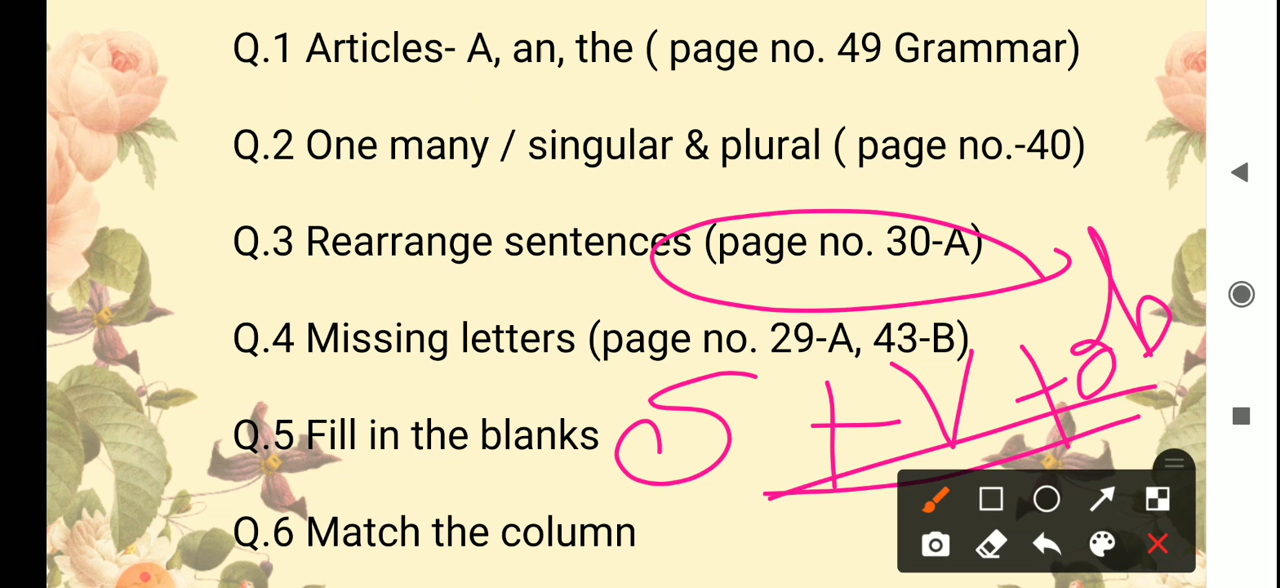 Q.1 Articles- A, an, the ( page no. 49 Grammar)
Q.2 One many / singular & plural ( page no.-40)
Q.3 Rearrange sentences (page no. 30-A)
Q.4 Missing letters (page no. 29-A, 43-B)
Q.5 Fill in the blanks
S + V + ob
Q.6 Match the column